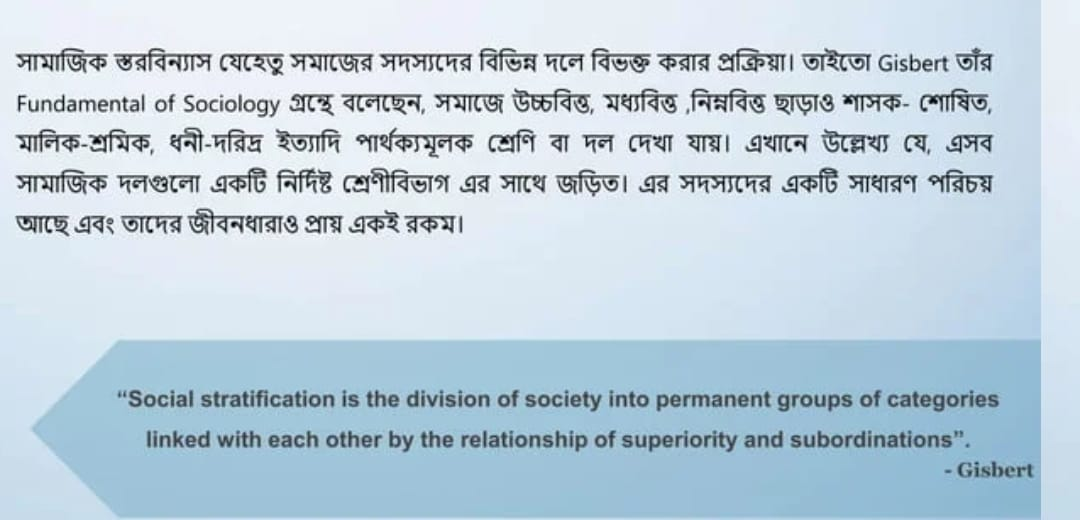 সামাজিক স্তরবিন্যাস যেহেতু সমাজের সদস্যদের বিভিন্ন দলে বিভক্ত করার প্রক্রিয়া। তাইতো Gisbert তাঁর
Fundamental of Sociology গ্রন্থে বলেছেন, সমাজে উচ্চবিত্ত, মধ্যবিত্ত ,নিম্নবিত্ত ছাড়াও শাসক- শোষিত,
মালিক-শ্রমিক, ধনী-দরিদ্র ইত্যাদি পার্থক্যমূলক শ্রেণি বা দল দেখা যায়। এখানে উল্লেখ্য যে, এসব
সামাজিক দলগুলো একটি নির্দিষ্ট শ্রেণীবিভাগ এর সাথে জড়িত। এর সদস্যদের একটি সাধারণ পরিচয়
আছে এবং তাদের জীবনধারাও প্রায় একই রকম।
“Social stratification is the division of society into permanent groups of categories
linked with each other by the relationship of superiority and subordinations”.
- Gisbert